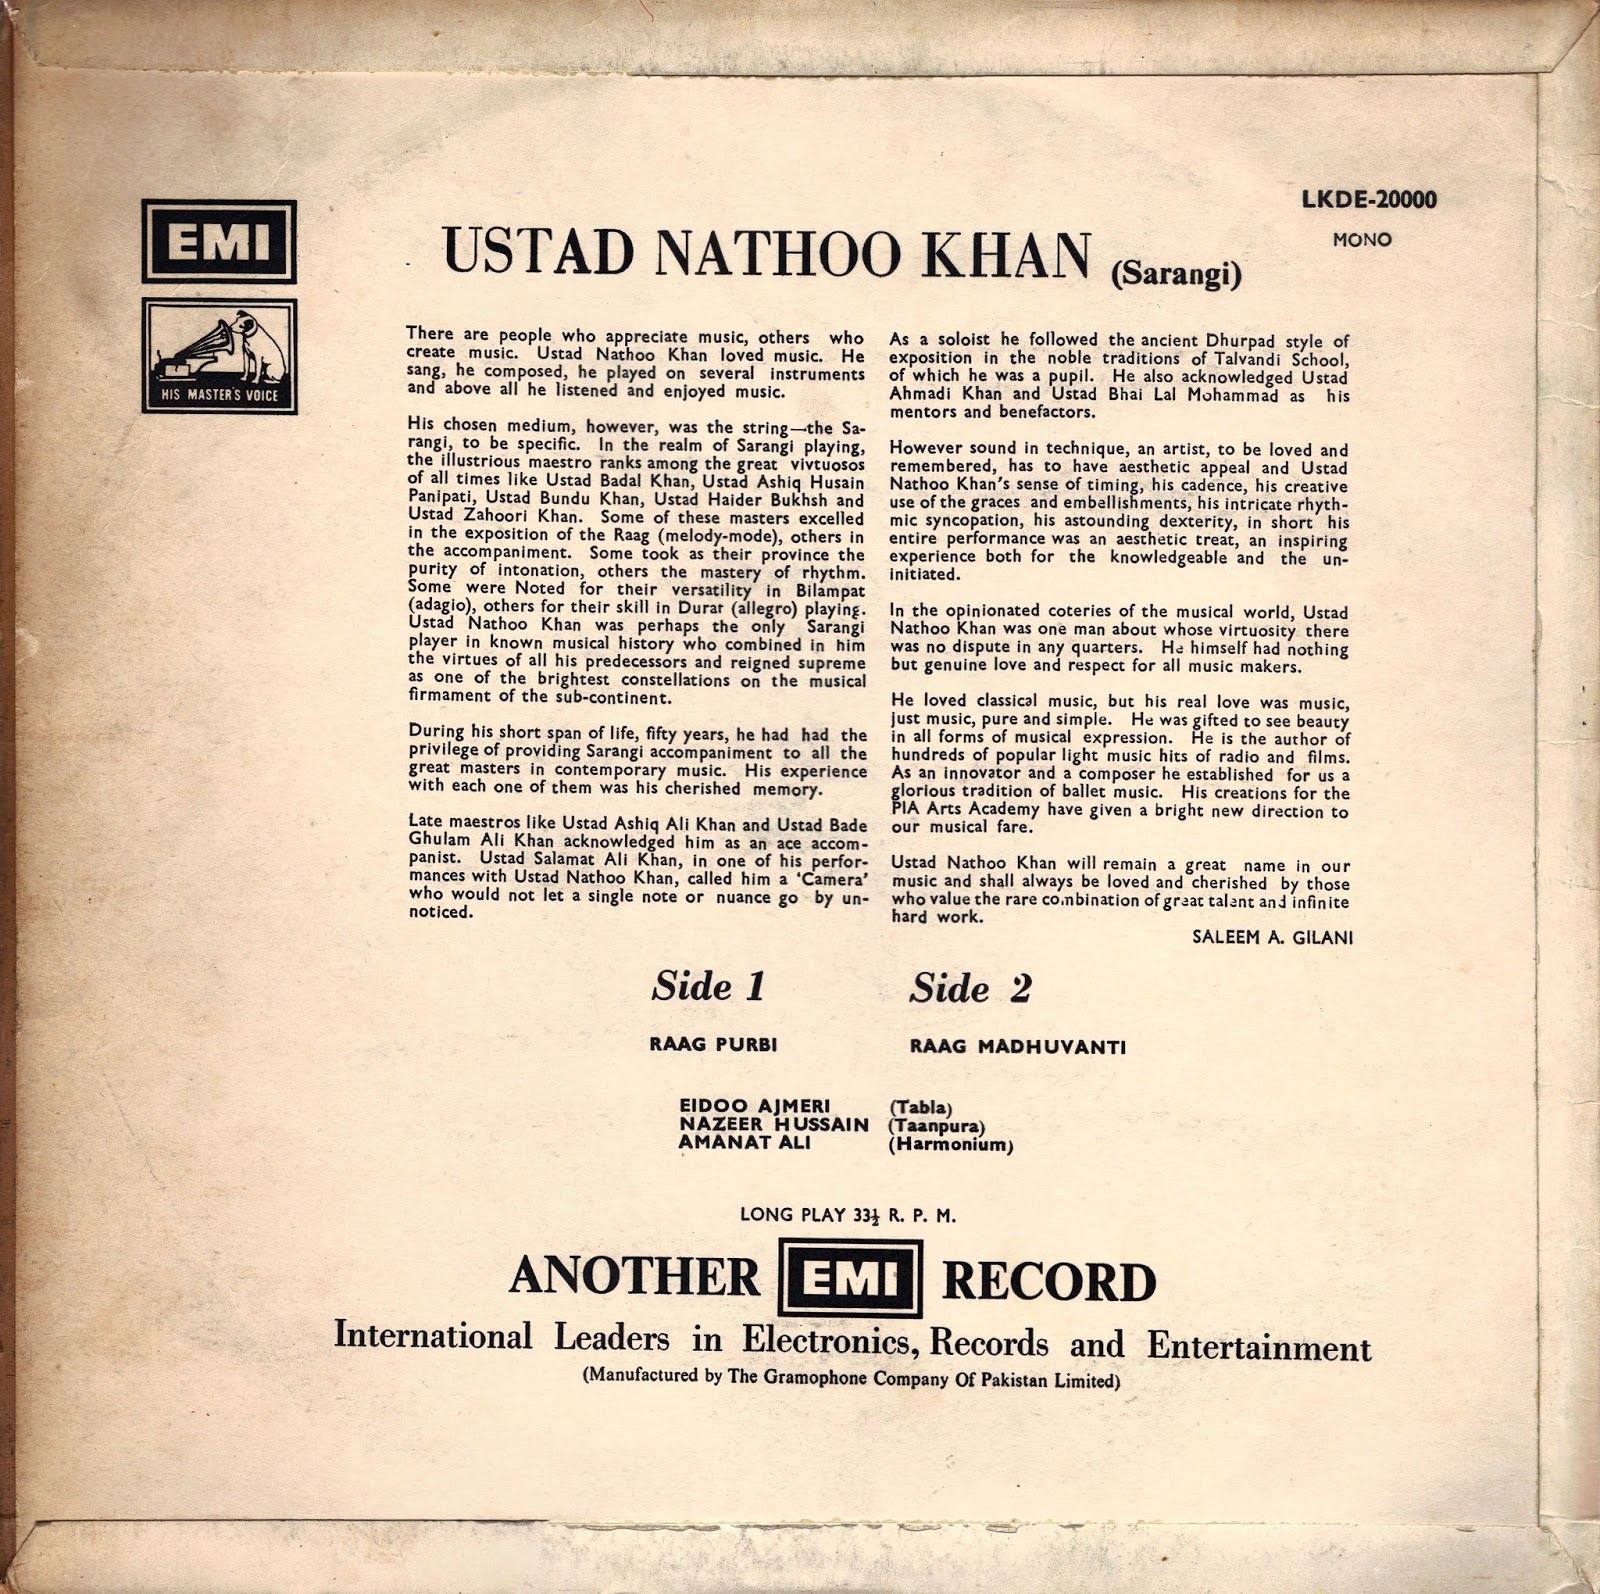 LKDE-20000
MONO
EMI
HIS MASTER'S VOICE
USTAD NATHOO KHAN (Sarangi)
There are people who appreciate music, others who
create music. Ustad Nathoo Khan loved music. He
sang, he composed, he played on several instruments
and above all he listened and enjoyed music.
His chosen medium, however, was the string—the Sa-
rangi, to be specific. In the realm of Sarangi playing,
the illustrious maestro ranks among the great vivtuosos
of all times like Ustad Badal Khan, Ustad Ashiq Husain
Panipati, Ustad Bundu Khan, Ustad Haider Bukhsh and
Ustad Zahoori Khan. Some of these masters excelled
in the exposition of the Raag (melody-mode), others in
the accompaniment. Some took as their province the
purity of intonation, others the mastery of rhythm.
Some were Noted for their versatility in Bilampat
(adagio), others for their skill in Durat (allegro) playing.
Ustad Nathoo Khan was perhaps the only Sarangi
player in known musical history who combined in him
the virtues of all his predecessors and reigned supreme
as one of the brightest constellations on the musical
firmament of the sub-continent.
During his short span of life, fifty years, he had had the
privilege of providing Sarangi accompaniment to all the
great masters in contemporary music. His experience
with each one of them was his cherished memory.
Late maestros like Ustad Ashiq Ali Khan and Ustad Bade
Ghulam Ali Khan acknowledged him as an ace accom-
panist. Ustad Salamat Ali Khan, in one of his perfor-
mances with Ustad Nathoo Khan, called him a 'Camera'
who would not let a single note or nuance go by un-
noticed.
As a soloist he followed the ancient Dhurpad style of
exposition in the noble traditions of Talvandi School,
of which he was a pupil. He also acknowledged Ustad
Ahmadi Khan and Ustad Bhai Lal Mohammad as his
mentors and benefactors.
However sound in technique, an artist, to be loved and
remembered, has to have aesthetic appeal and Ustad
Nathoo Khan's sense of timing, his cadence, his creative
use of the graces and embellishments, his intricate rhyth-
mic syncopation, his astounding dexterity, in short his
entire performance was an aesthetic treat, an inspiring
experience both for the knowledgeable and the un-
initiated.
In the opinionated coteries of the musical world, Ustad
Nathoo Khan was one man about whose virtuosity there
was no dispute in any quarters. He himself had nothing
but genuine love and respect for all music makers.
He loved classical music, but his real love was music,
just music, pure and simple. He was gifted to see beauty
in all forms of musical expression. He is the author of
hundreds of popular light music hits of radio and films.
As an innovator and a composer he established for us a
glorious tradition of ballet music. His creations for the
PIA Arts Academy have given a bright new direction to
our musical fare.
Ustad Nathoo Khan will remain a great name in our
music and shall always be loved and cherished by those
who value the rare combination of great talent and infinite
hard work.
SALEEM A. GILANI
Side 1
RAAG PURBI
Side 2
RAAG MADHUVANTI
EIDOO AJMERI (Tabla)
NAZEER HUSSAIN (Taanpura)
AMANAT ALI (Harmonium)
LONG PLAY 33½ R. P. M.
ANOTHER EMI RECORD
International Leaders in Electronics, Records and Entertainment
(Manufactured by The Gramophone Company Of Pakistan Limited)